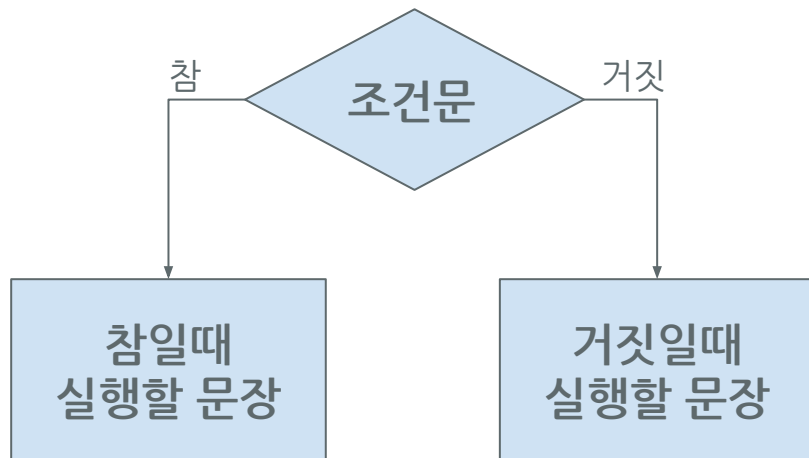 참
조건문
거짓
참일때
실행할 문장
거짓일때
실행할 문장